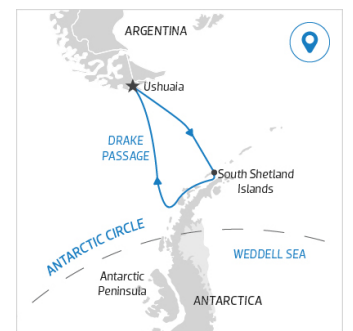 ARGENTINA
Ushuaia
DRAKE
PASSAGE
South Shetland
Islands
ANTARCTIC CIRCLE
WEDDELL SEA
Antarctic
Peninsula
ANTARCTICA